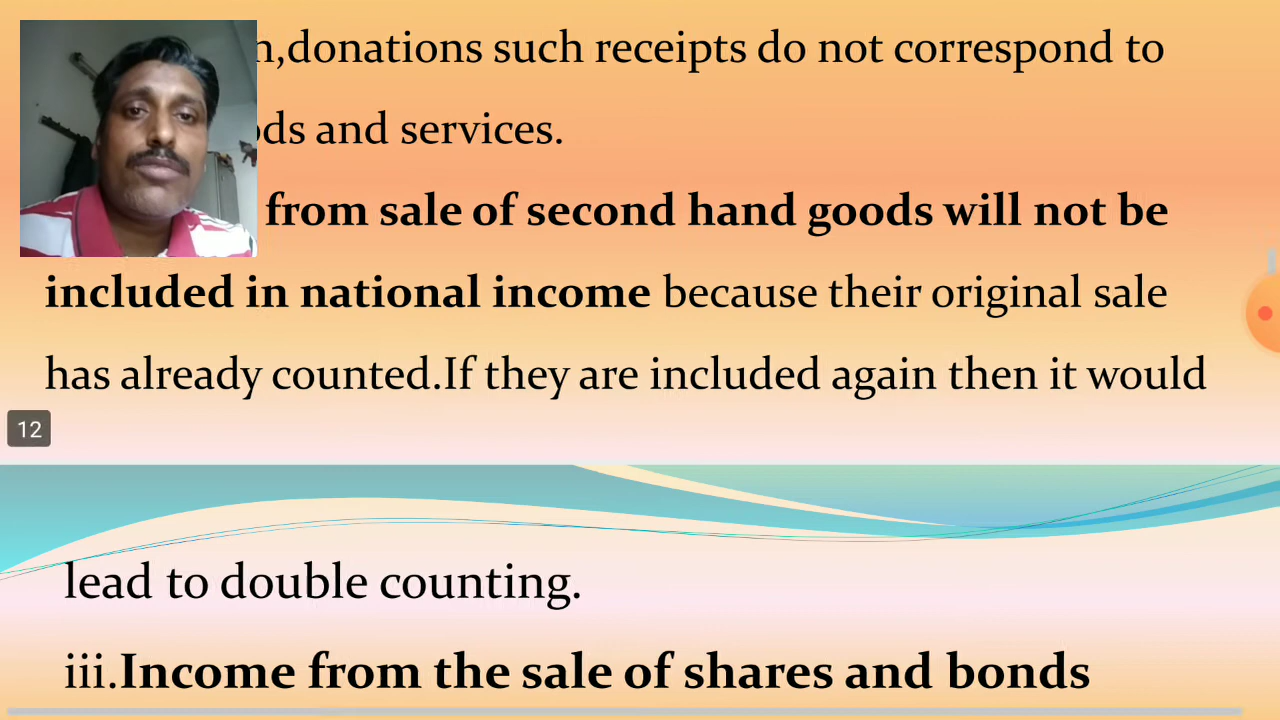 n,donations such receipts do not correspond to
ods and services.
from sale of second hand goods will not be
included in national income because their original sale
has already counted.If they are included again then it would
12
lead to double counting.
iii.Income from the sale of shares and bonds